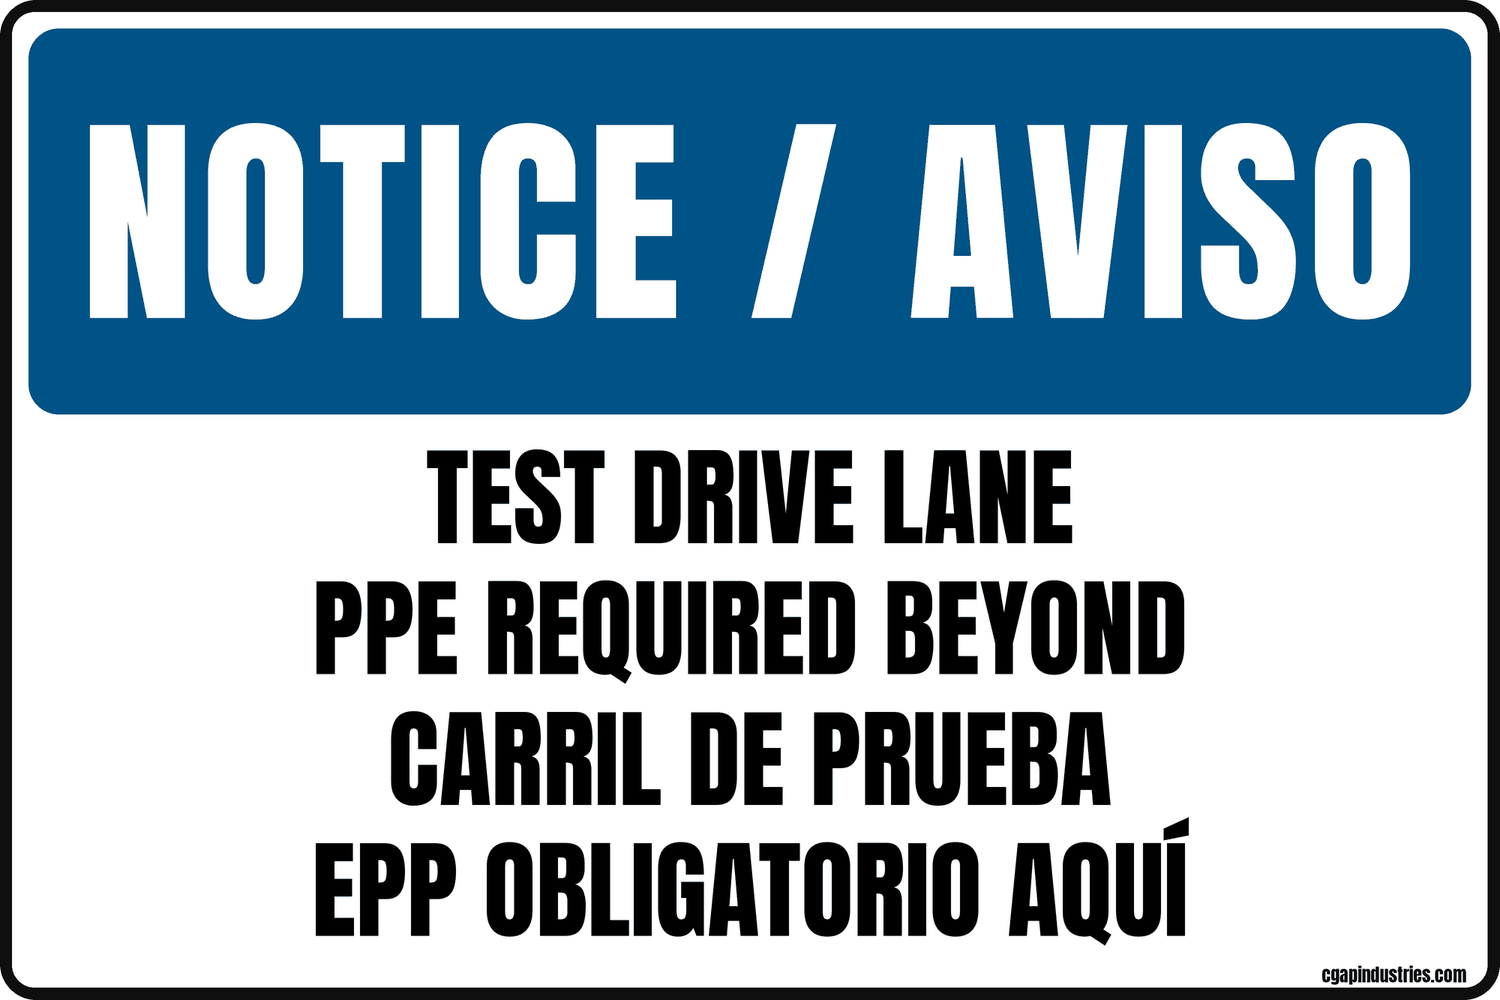 NOTICE / AVISO
TEST DRIVE LANE
PPE REQUIRED BEYOND
CARRIL DE PRUEBA
EPP OBLIGATORIO AQUÍ
cgapindustries.com